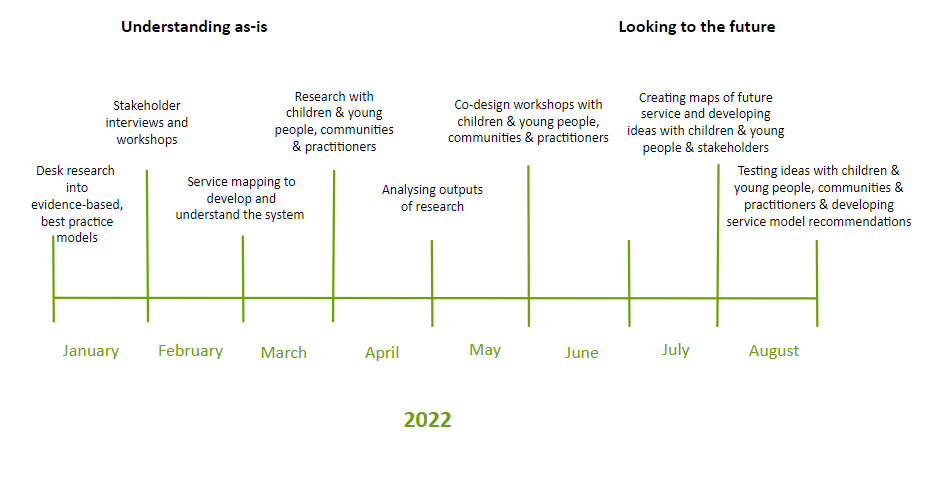 Understanding as-is
Looking to the future
Desk research
into
evidence-based,
best practice
models
Stakeholder
interviews and
workshops
Service mapping to
develop and
understand the system
Research with
children & young
people, communities
& practitioners
Analysing outputs
of research
Co-design workshops with
children & young people,
communities & practitioners
Creating maps of future
service and developing
ideas with children & young
people & stakeholders
Testing ideas with children &
young people, communities &
practitioners & developing
service model recommendations
January
February
March
April
May
June
July
August
2022